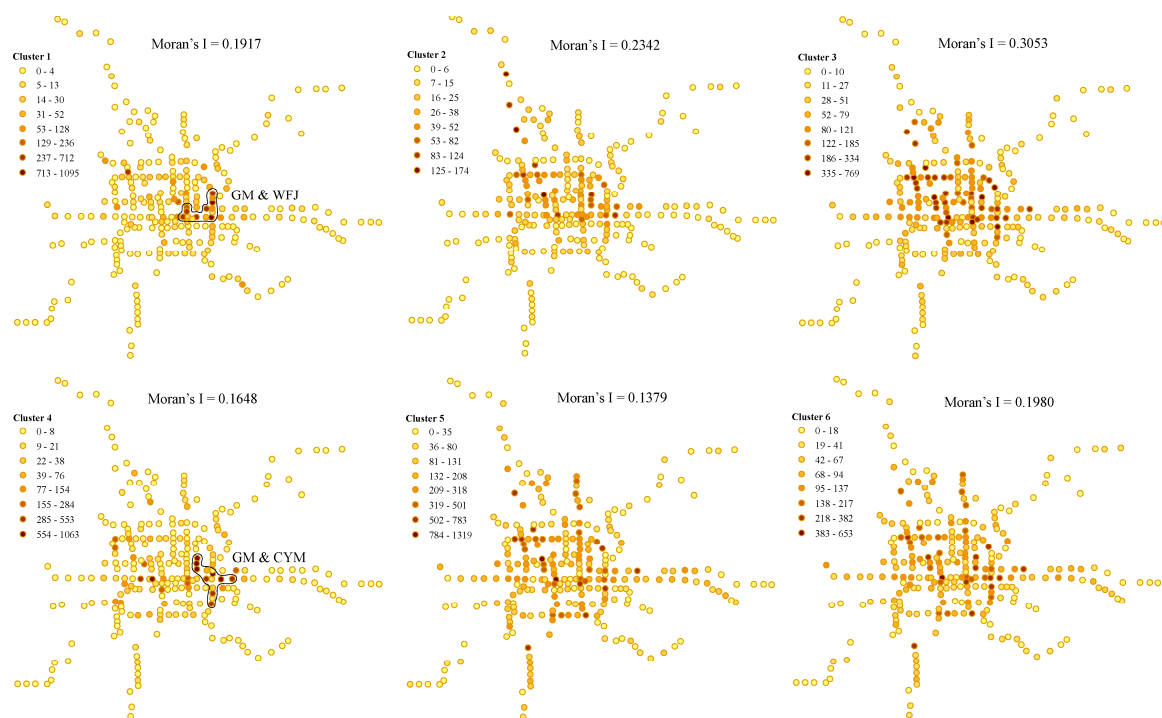 Moran's I = 0.1917
Cluster 1
0 - 4
5 - 13
14 - 30
31 - 52
53 - 128
129 - 236
237 - 712
713 - 1095
GM & WFJ
Moran's I = 0.2342
Cluster 2
0 - 6
7 - 15
16 - 25
26 - 38
39 - 52
53 - 82
83 - 124
125 - 174
Moran's I = 0.3053
Cluster 3
0 - 10
11 - 27
28 - 51
52 - 79
80 - 121
122 - 185
186 - 334
335 - 769
Moran's I = 0.1648
Cluster 4
0 - 8
9 - 21
22 - 38
39 - 76
77 - 154
155 - 284
285 - 553
554 - 1063
GM & CYM
Moran's I = 0.1379
Cluster 5
0 - 35
36 - 80
81 - 131
132 - 208
209 - 318
319 - 501
502 - 783
784 - 1319
Moran's I = 0.1980
Cluster 6
0 - 18
19 - 41
42 - 67
68 - 94
95 - 137
138 - 217
218 - 382
383 - 653